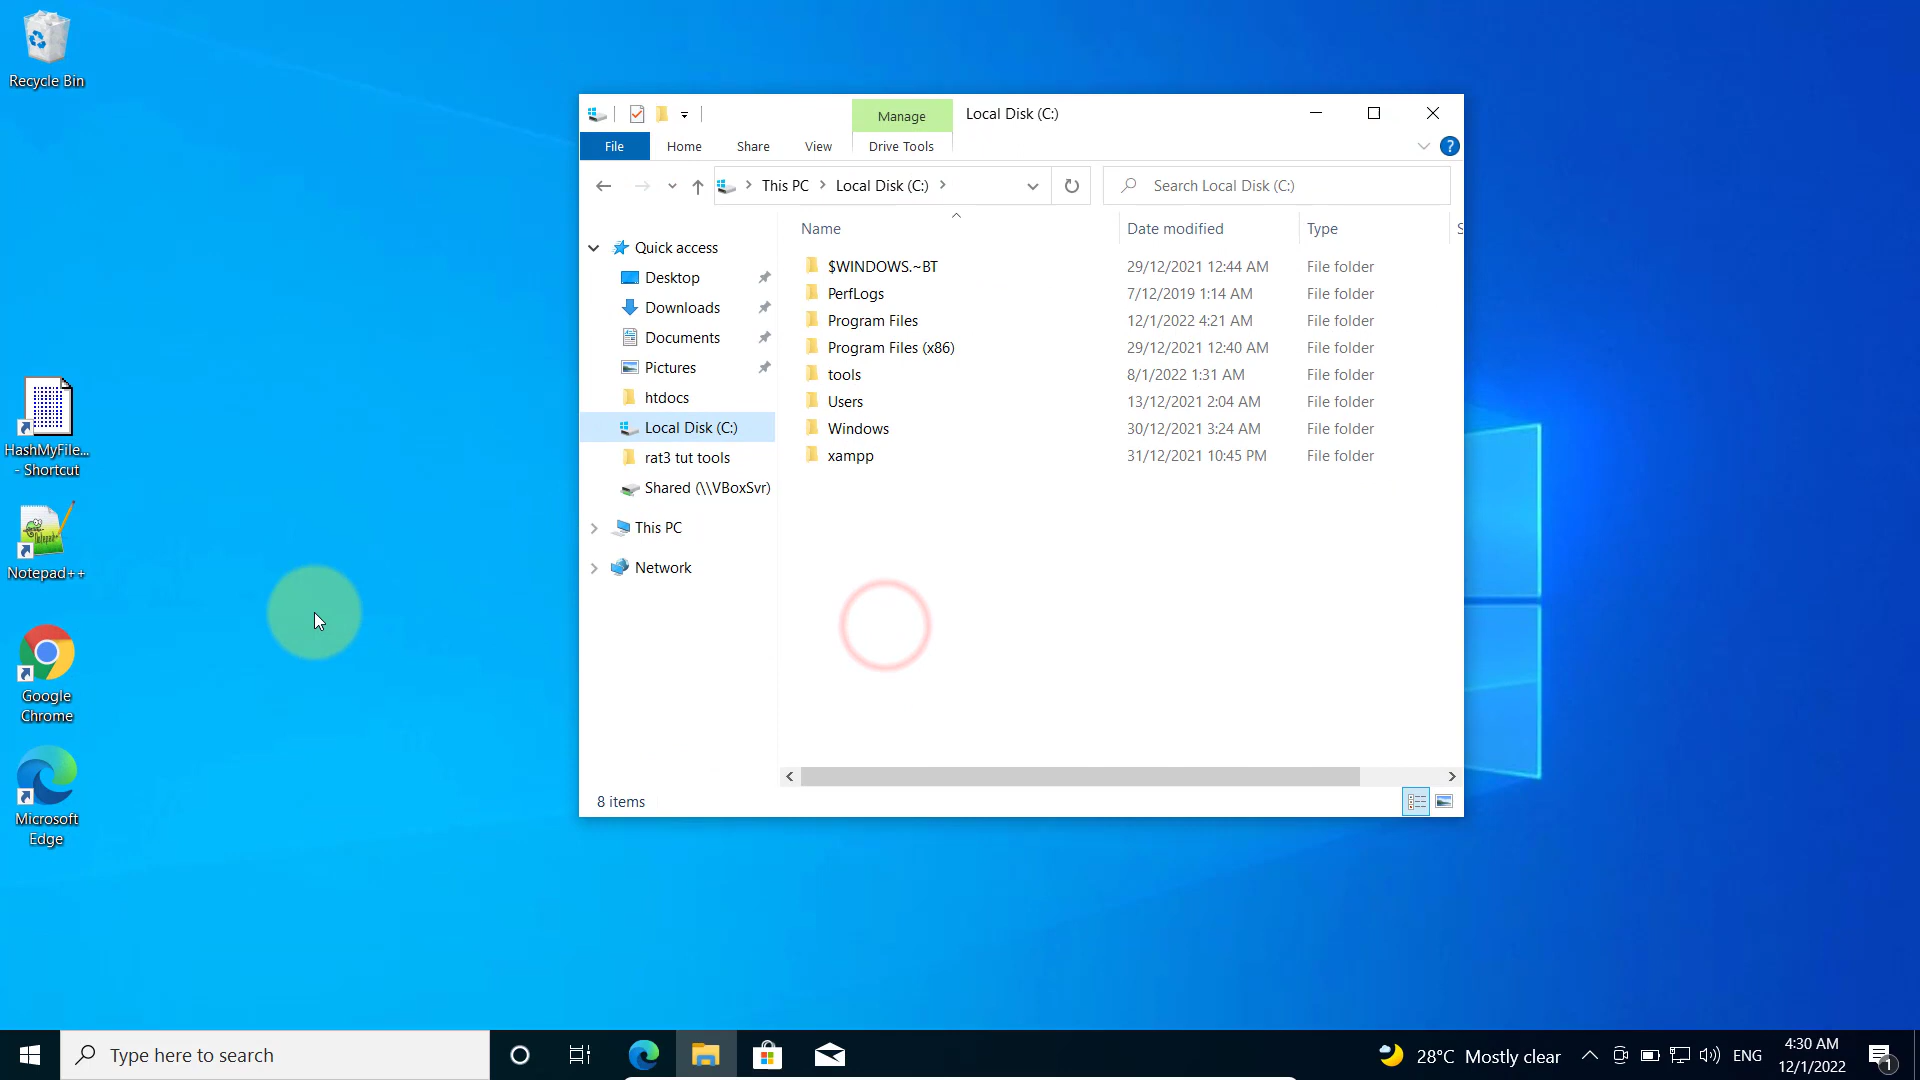 Recycle Bin
HashMyFile...
- Shortcut
Notepad++
Google
Chrome
Microsoft
Edge
Manage
Local Disk (C:)
File
Home
Share
View
Drive Tools
This PC
Local Disk (C:)
Search Local Disk (C:)
Quick access
Desktop
Downloads
Documents
Pictures
htdocs
Local Disk (C:)
rat3 tut tools
Shared (\\VBoxSvr)
This PC
Network
Name Date modified Type S
$WINDOWS.~BT 29/12/2021 12:44 AM File folder
PerfLogs 7/12/2019 1:14 AM File folder
Program Files 12/1/2022 4:21 AM File folder
Program Files (x86) 29/12/2021 12:40 AM File folder
tools 8/1/2022 1:31 AM File folder
Users 13/12/2021 2:04 AM File folder
Windows 30/12/2021 3:24 AM File folder
xampp 31/12/2021 10:45 PM File folder
8 items
Type here to search
28°C Mostly clear
ENG
4:30 AM
12/1/2022
1